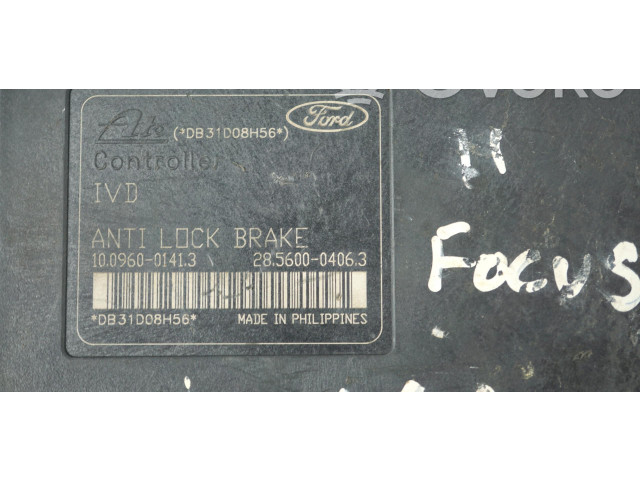 Ate (*DB31D08H56*) Ford
Controller
IVD
ANTI LOCK BRAKE
10.0960-0141.3 28.5600-0406.3
*DB31D08H56* MADE IN PHILIPPINES
11
FOCUS